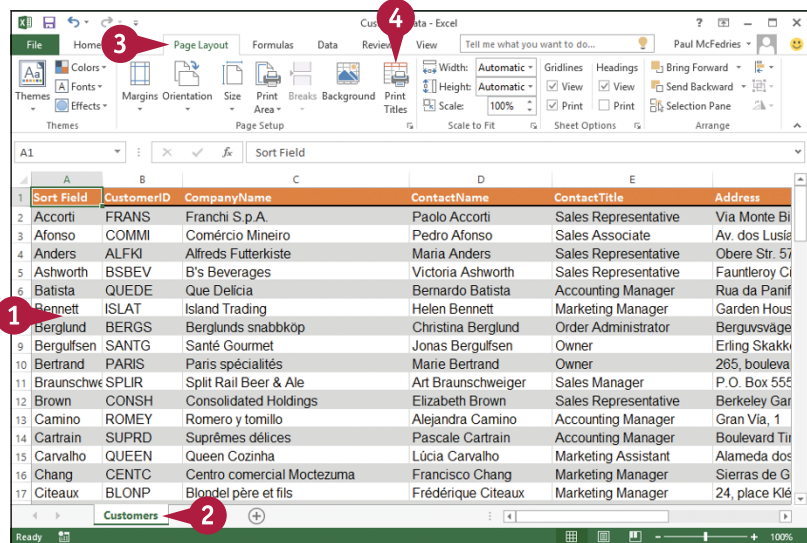 Cus ata - Excel
File Home Page Layout Formulas Data Review View Tell me what you want to do... Paul McFedries
3
4
Themes
Colors
Fonts
Effects
Themes
Margins Orientation Size Print Area Breaks Background Print Titles
Page Setup
Width: Automatic
Height: Automatic
Scale: 100%
Scale to Fit
Gridlines Headings
View View
Print Print
Sheet Options
Bring Forward
Send Backward
Selection Pane
Arrange
A1 fx Sort Field
A B C D E
1 Sort Field CustomerID CompanyName ContactName ContactTitle Address
2 Accorti FRANS Franchi S.p.A. Paolo Accorti Sales Representative Via Monte Bi
3 Afonso COMMI Comércio Mineiro Pedro Afonso Sales Associate Av. dos Lusía
4 Anders ALFKI Alfreds Futterkiste Maria Anders Sales Representative Obere Str. 57
5 Ashworth BSBEV B's Beverages Victoria Ashworth Sales Representative Fauntleroy Ci
6 Batista QUEDE Que Delícia Bernardo Batista Accounting Manager Rua da Panif
1
Bennett ISLAT Island Trading Helen Bennett Marketing Manager Garden Hous
Berglund BERGS Berglunds snabbköp Christina Berglund Order Administrator Berguvsväge
9 Bergulfsen SANTG Santé Gourmet Jonas Bergulfsen Owner Erling Skakk
10 Bertrand PARIS Paris spécialités Marie Bertrand Owner 265, bouleva
11 Braunschwe SPLIR Split Rail Beer & Ale Art Braunschweiger Sales Manager P.O. Box 555
12 Brown CONSH Consolidated Holdings Elizabeth Brown Sales Representative Berkeley Gar
13 Camino ROMEY Romero y tomillo Alejandra Camino Accounting Manager Gran Vía, 1
14 Cartrain SUPRD Suprêmes délices Pascale Cartrain Accounting Manager Boulevard Tir
15 Carvalho QUEEN Queen Cozinha Lúcia Carvalho Marketing Assistant Alameda dos
16 Chang CENTC Centro comercial Moctezuma Francisco Chang Marketing Manager Sierras de G
17 Citeaux BLONP Blondel père et fils Frédérique Citeaux Marketing Manager 24, place Klé
Customers
2
Ready 100%